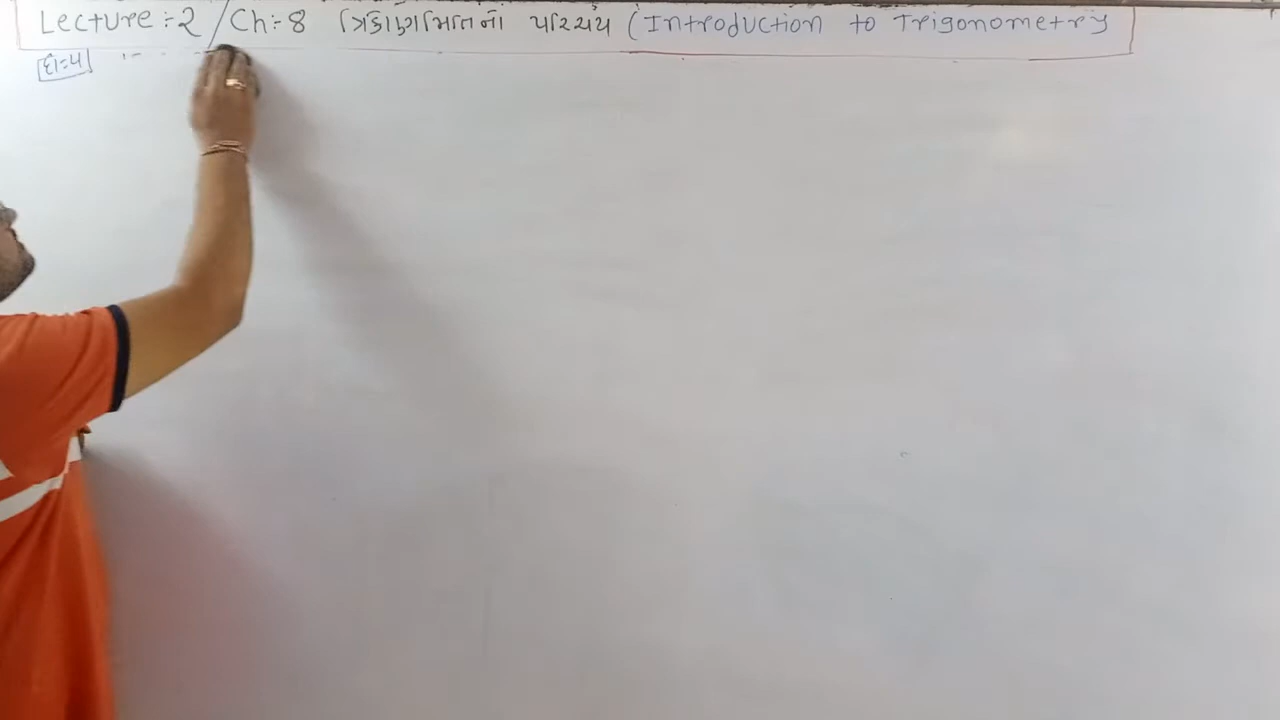 Lecture:-2 / Ch:-8 ત્રિકોણમિતિનો પરિચય (Introduction to Trigonometry
દા=4